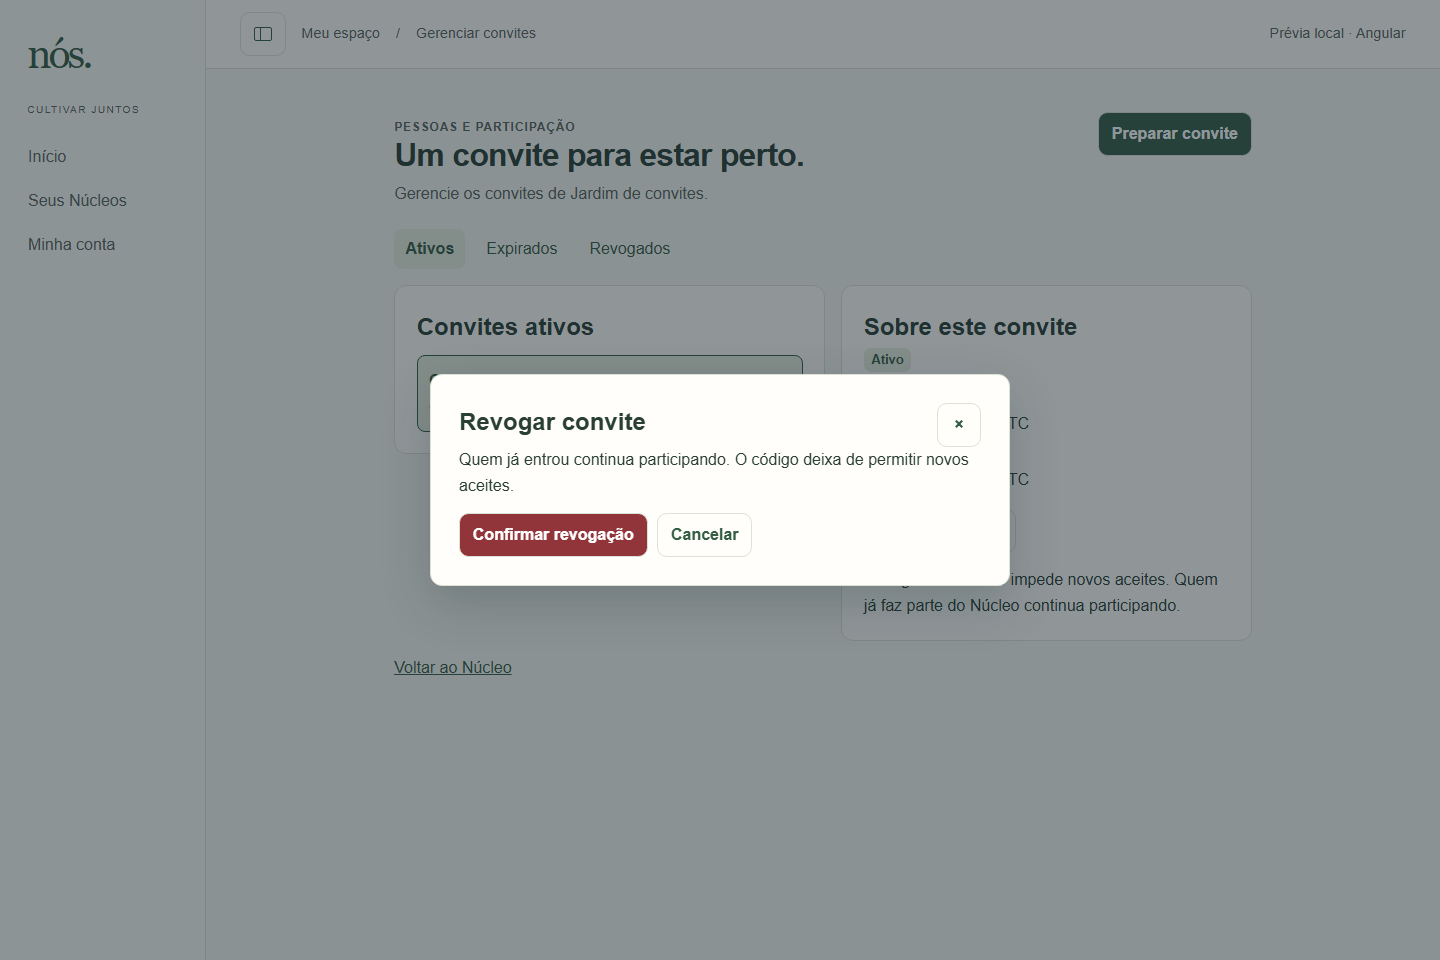 nós.
CULTIVAR JUNTOS
Início
Seus Núcleos
Minha conta
Meu espaço / Gerenciar convites
Prévia local · Angular
PESSOAS E PARTICIPAÇÃO
Um convite para estar perto.
Gerencie os convites de Jardim de convites.
Preparar convite
Ativos Expirados Revogados
Convites ativos
Sobre este convite
Ativo
TC
TC
impede novos aceites. Quem
já faz parte do Núcleo continua participando.
Revogar convite
×
Quem já entrou continua participando. O código deixa de permitir novos
aceites.
Confirmar revogação
Cancelar
Voltar ao Núcleo